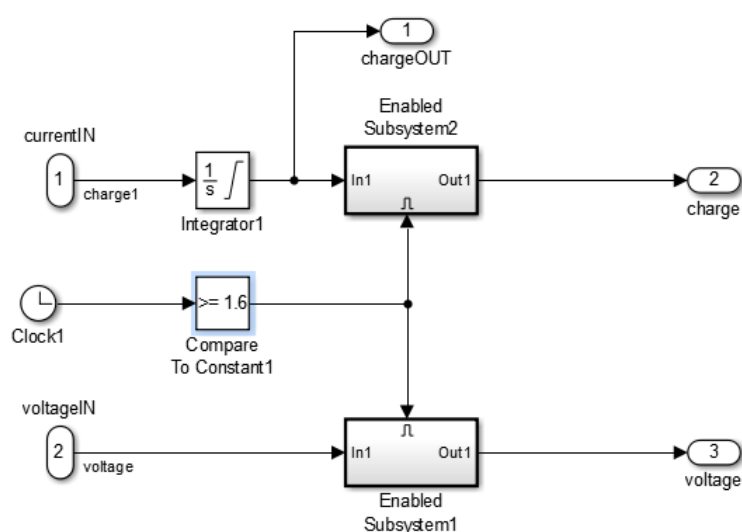 1
chargeOUT
Enabled
Subsystem2
currentIN
1
charge1
1
s
Integrator1
In1
Out1
2
charge
Clock1
>= 1.6
Compare
To Constant1
voltageIN
2
voltage
In1
Out1
3
voltage
Enabled
Subsystem1